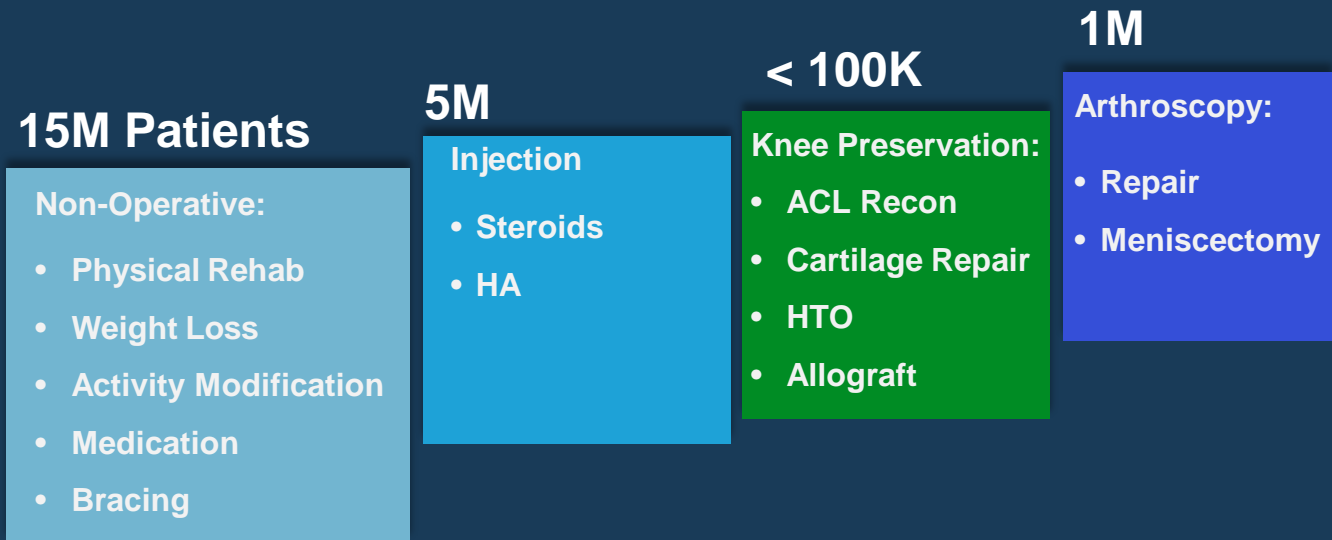 15M Patients
Non-Operative:
• Physical Rehab
• Weight Loss
• Activity Modification
• Medication
• Bracing
5M
Injection
• Steroids
• HA
< 100K
Knee Preservation:
• ACL Recon
• Cartilage Repair
• HTO
• Allograft
1M
Arthroscopy:
• Repair
• Meniscectomy